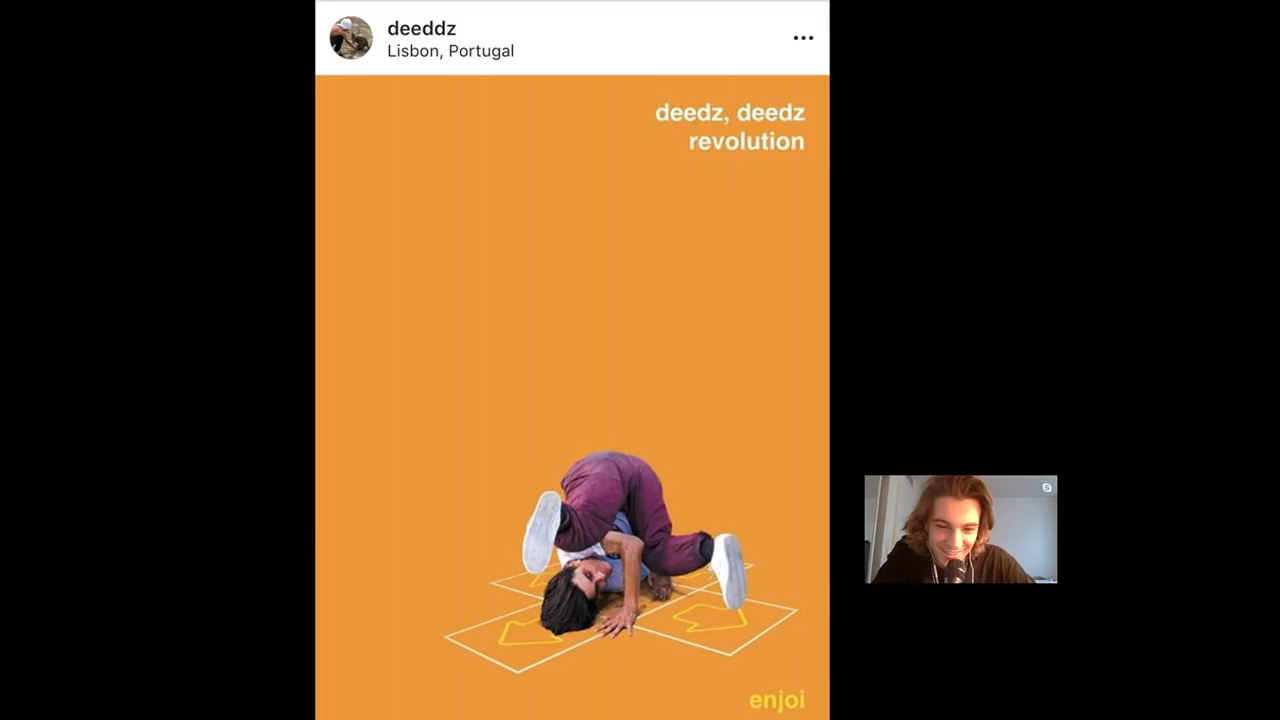 deeddz
Lisbon, Portugal
deedz, deedz
revolution
enjoi